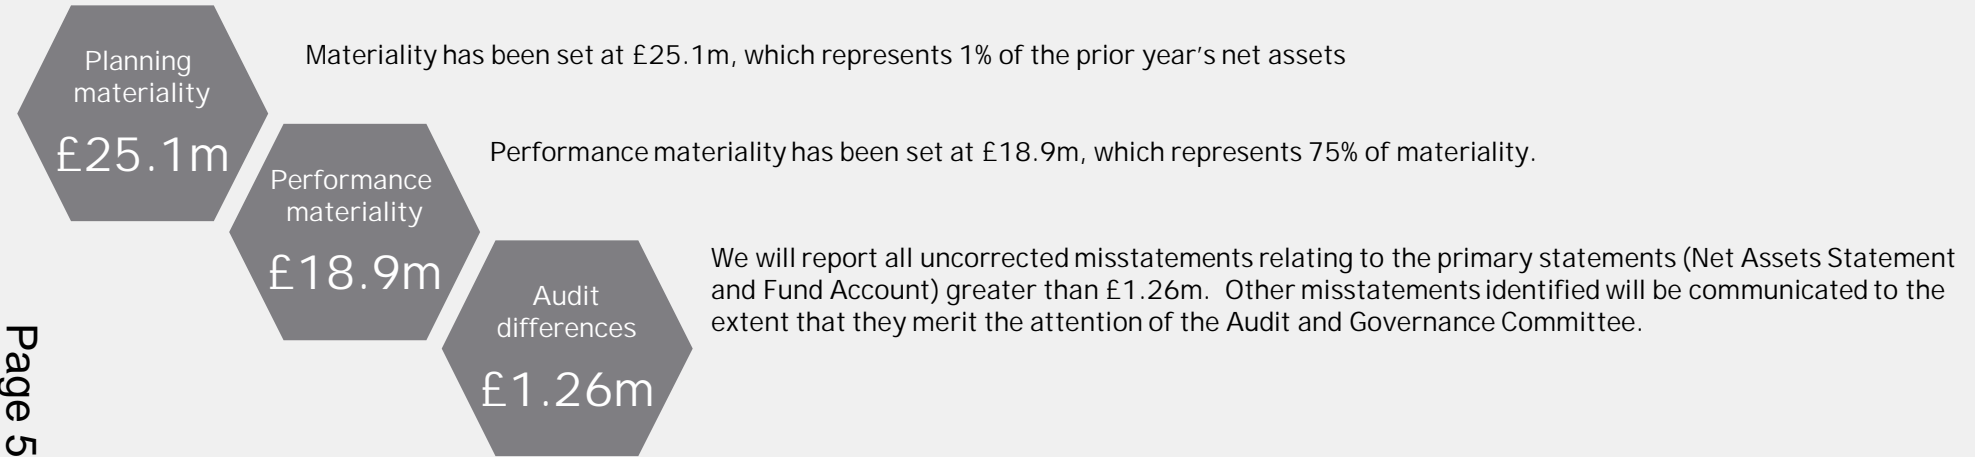 Planning
materiality
£25.1m
Materiality has been set at £25.1m, which represents 1% of the prior year's net assets
Performance
materiality
£18.9m
Performance materiality has been set at £18.9m, which represents 75% of materiality.
Audit
differences
£1.26m
We will report all uncorrected misstatements relating to the primary statements (Net Assets Statement
and Fund Account) greater than £1.26m.  Other misstatements identified will be communicated to the
extent that they merit the attention of the Audit and Governance Committee.
Page 5